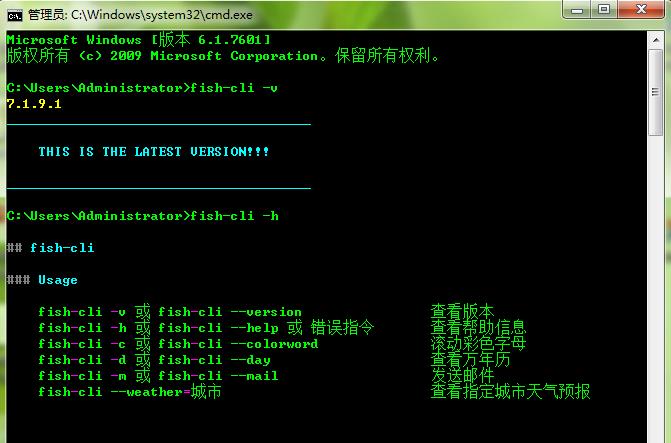 管理员: C:\Windows\system32\cmd.exe
Microsoft Windows [版本 6.1.7601]
版权所有 (c) 2009 Microsoft Corporation。保留所有权利。
C:\Users\Administrator>fish-cli -v
7.1.9.1
THIS IS THE LATEST VERSION!!!
C:\Users\Administrator>fish-cli -h
## fish-cli
### Usage
fish-cli -v 或 fish-cli --version 查看版本
fish-cli -h 或 fish-cli --help 或 错误指令 查看帮助信息
fish-cli -c 或 fish-cli --colorword 滚动彩色字母
fish-cli -d 或 fish-cli --day 查看万年历
fish-cli -m 或 fish-cli --mail 发送邮件
fish-cli --weather=城市 查看指定城市天气预报